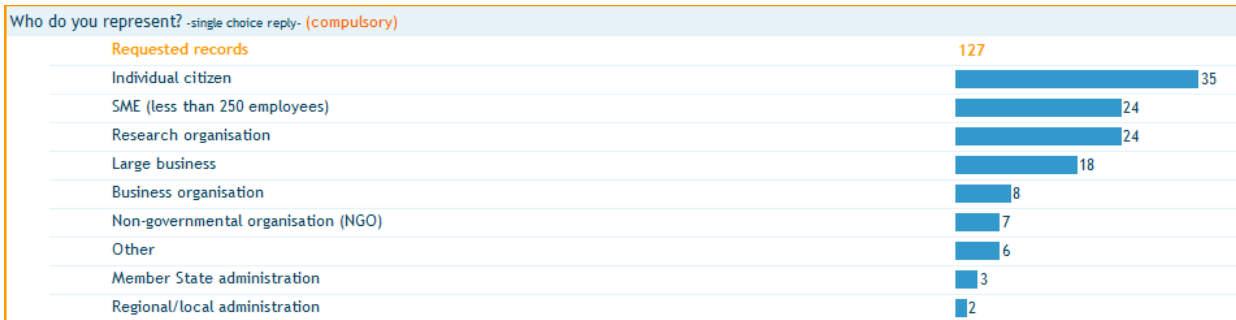 Who do you represent? -single choice reply- (compulsory)
Requested records 127
Individual citizen 35
SME (less than 250 employees) 24
Research organisation 24
Large business 18
Business organisation 8
Non-governmental organisation (NGO) 7
Other 6
Member State administration 3
Regional/local administration 2